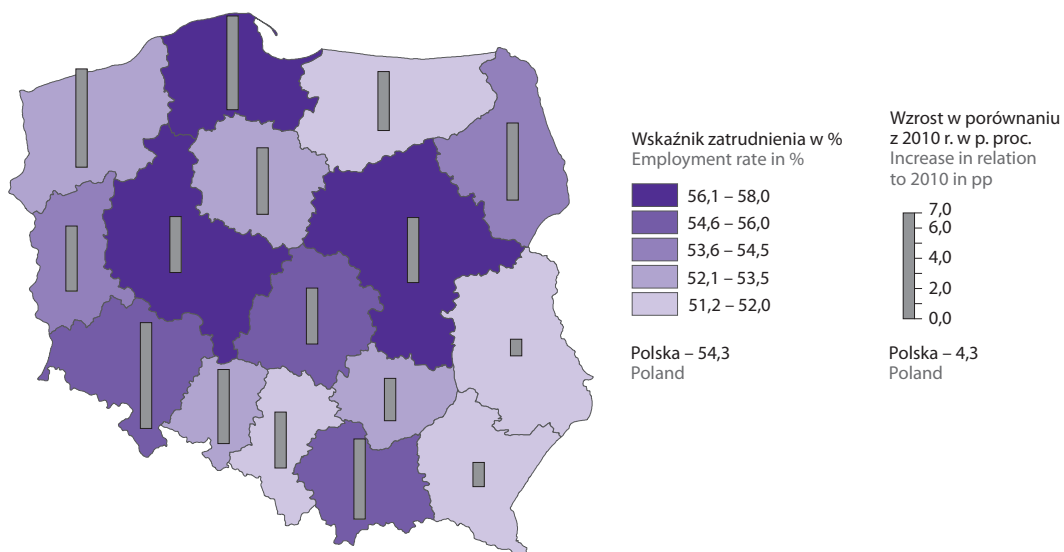 Wskaźnik zatrudnienia w %
Employment rate in %
56,1 – 58,0
54,6 – 56,0
53,6 – 54,5
52,1 – 53,5
51,2 – 52,0
Polska – 54,3
Poland
Wzrost w porównaniu
z 2010 r. w p. proc.
Increase in relation
to 2010 in pp
7,0
6,0
4,0
2,0
0,0
Polska – 4,3
Poland